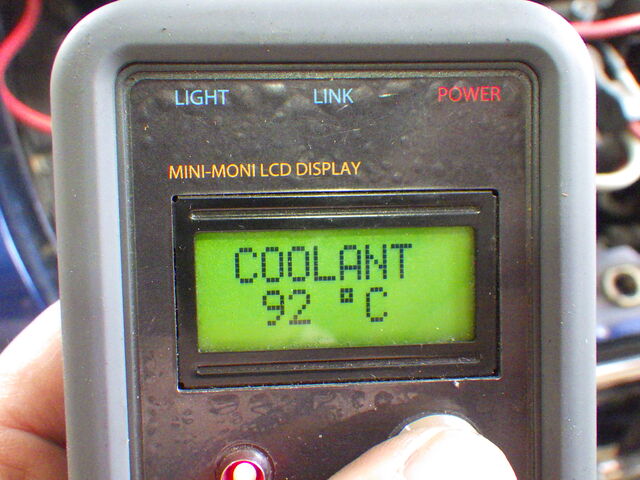 LIGHT LINK POWER
MINI-MONI LCD DISPLAY
COOLANT
92 °C